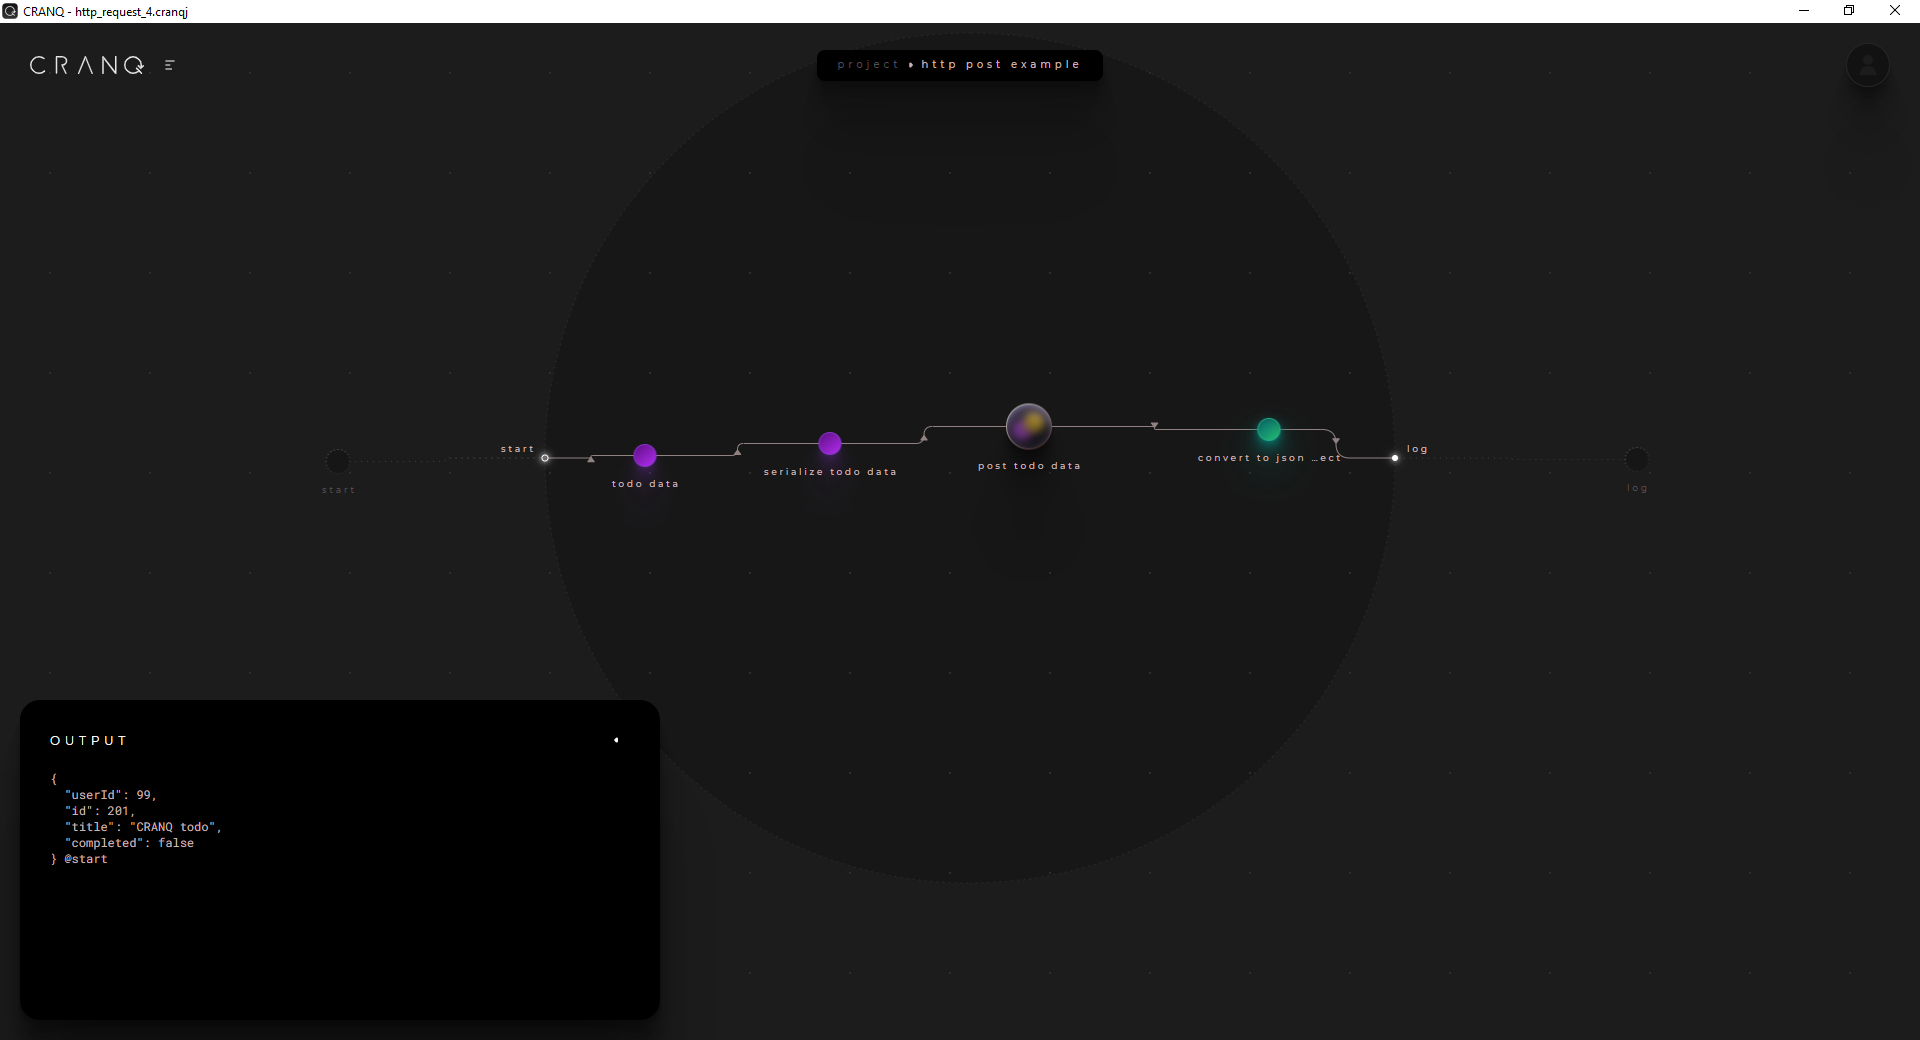 CRANQ - http_request_4.cranqj
CRANQ
project http post example
start
log
start
todo data
serialize todo data
post todo data
convert to json ...ect
log
OUTPUT
{
  "userId": 99,
  "id": 201,
  "title": "CRANQ todo",
  "completed": false
} @start